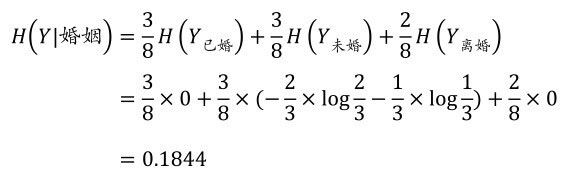 H(Y|婚姻) = 3/8 H(Y已婚) + 3/8 H(Y未婚) + 2/8 H(Y离婚)
= 3/8 × 0 + 3/8 × (− 2/3 × log 2/3 − 1/3 × log 1/3) + 2/8 × 0
= 0.1844